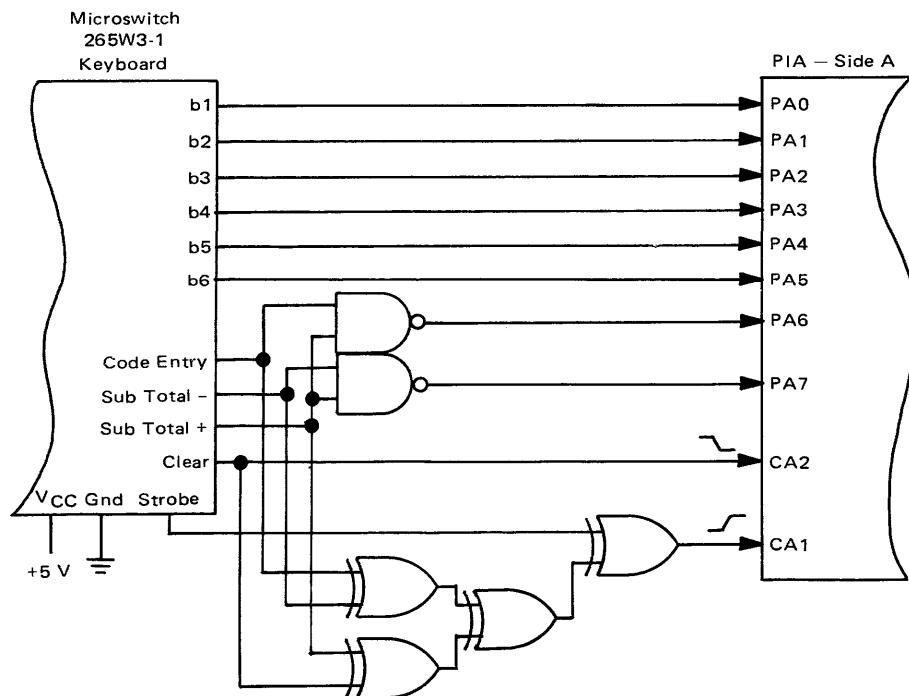 Microswitch
265W3-1
Keyboard
PIA – Side A
b1
PA0
b2
PA1
b3
PA2
b4
PA3
b5
PA4
b6
PA5
PA6
Code Entry
PA7
Sub Total –
Sub Total +
Clear
CA2
VCC Gnd Strobe
CA1
+5 V